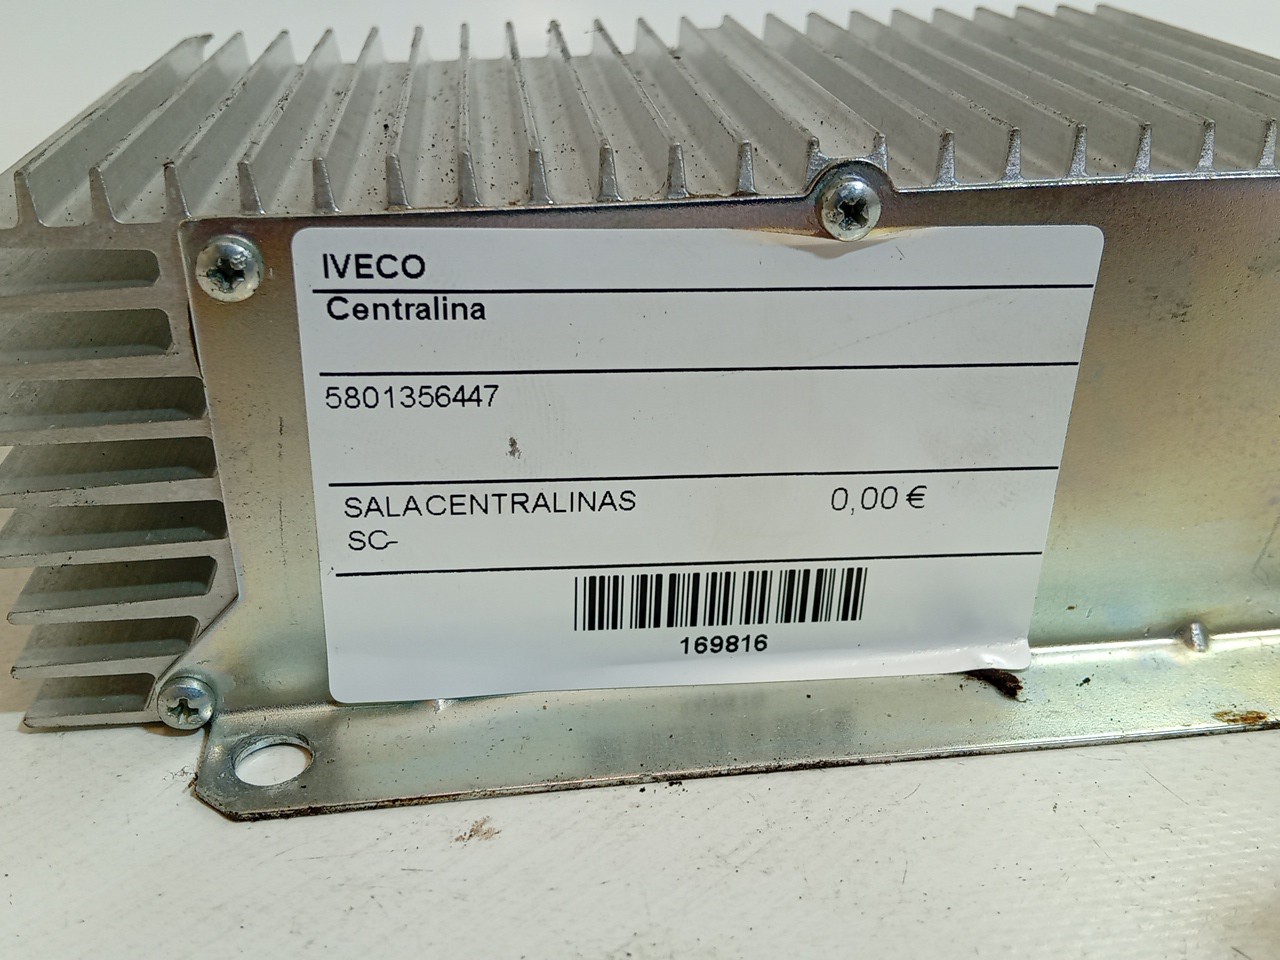 IVECO
Centralina
5801356447
SALACENTRALINAS 0,00 €
SC-
169816